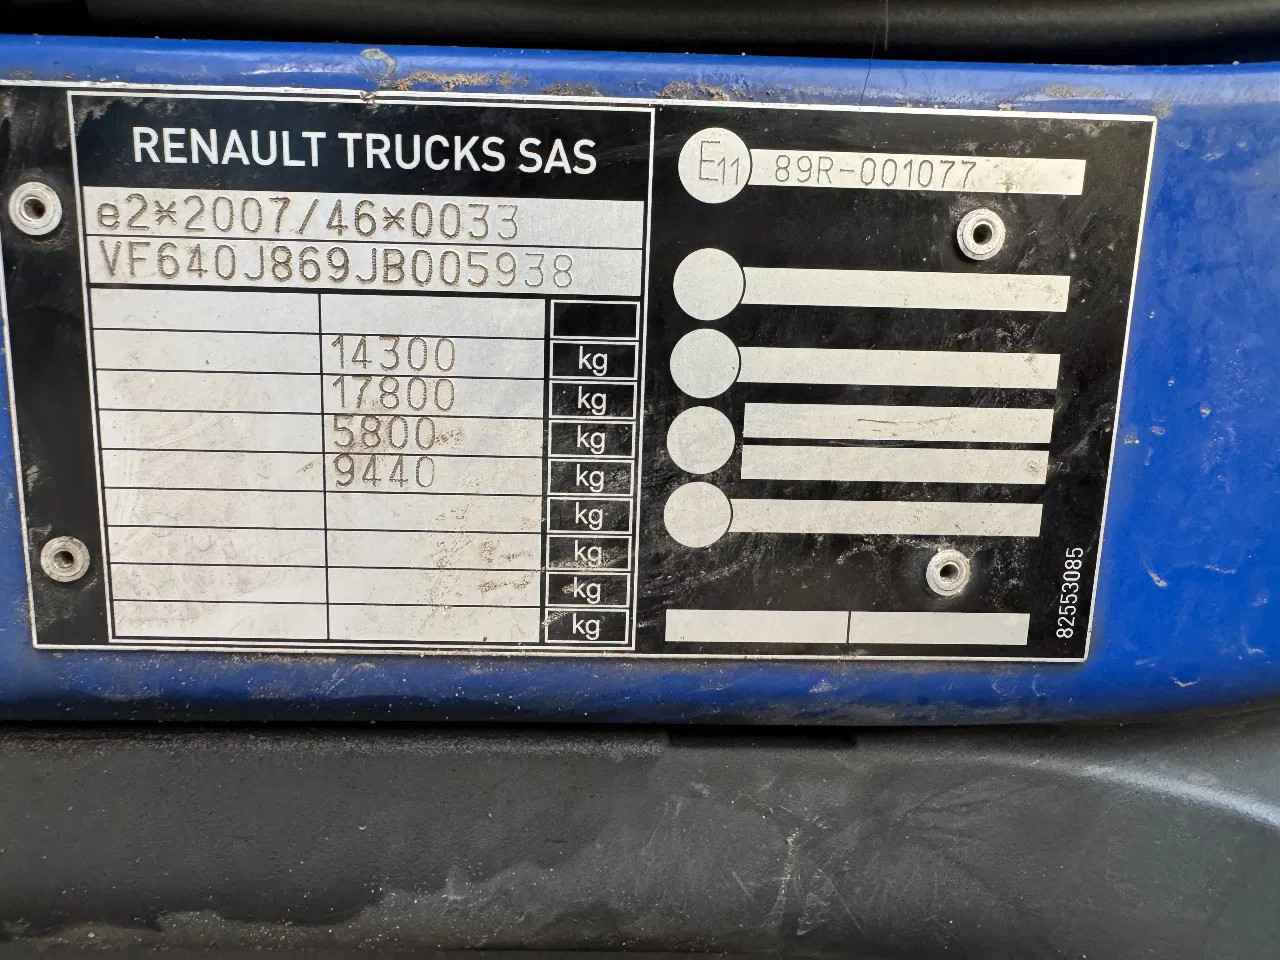 RENAULT TRUCKS SAS
e2*2007/46*0033
VF640J869JB005938
14300 kg
17800 kg
5800 kg
9440 kg
kg
kg
kg
kg
E11 89R-001077
82553085